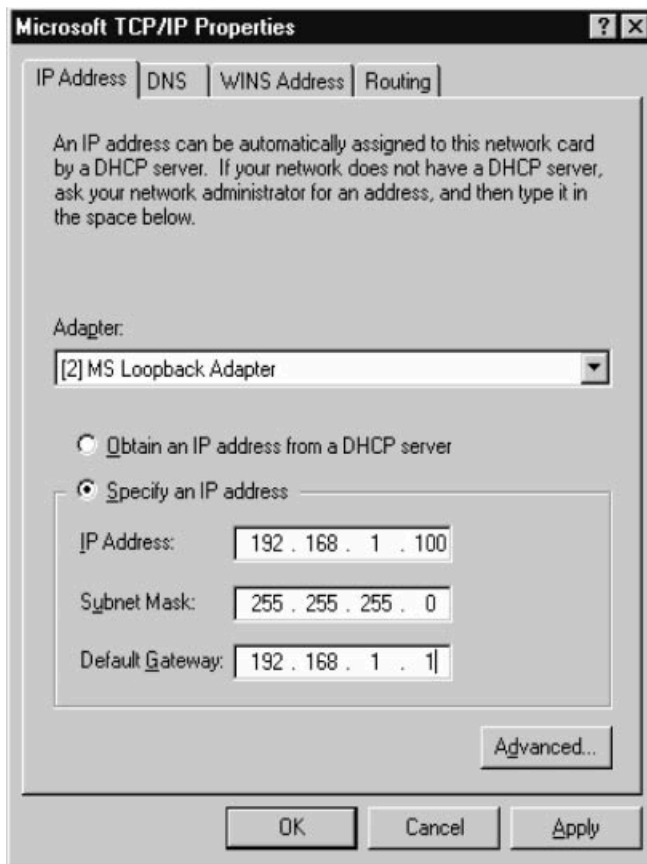 Microsoft TCP/IP Properties
IP Address DNS WINS Address Routing
An IP address can be automatically assigned to this network card
by a DHCP server. If your network does not have a DHCP server,
ask your network administrator for an address, and then type it in
the space below.
Adapter:
[2] MS Loopback Adapter
Obtain an IP address from a DHCP server
Specify an IP address
IP Address: 192 . 168 . 1 . 100
Subnet Mask: 255 . 255 . 255 . 0
Default Gateway: 192 . 168 . 1 . 1
Advanced...
OK Cancel Apply